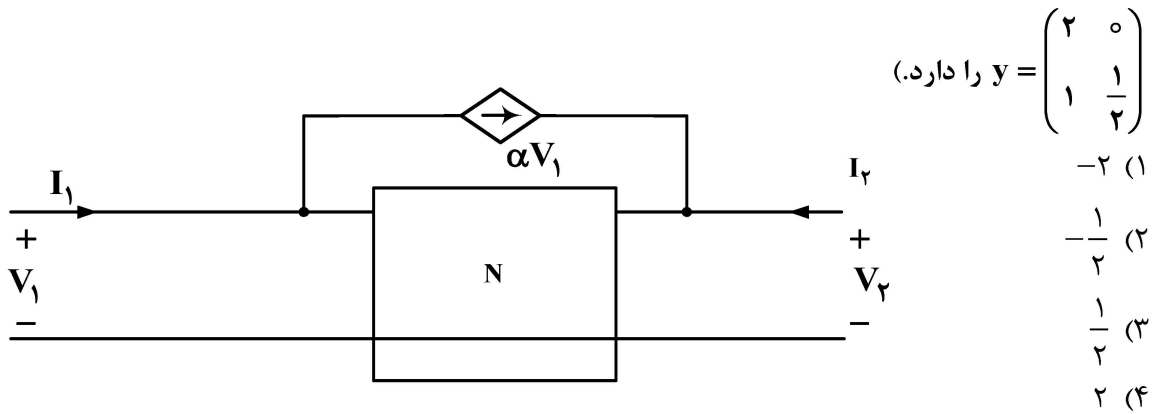 y = (۲ ۰
۱ ۱/۲) را دارد.)
۱) -۲
۲) -۱/۲
۳) ۱/۲
۴) ۲
αV۱
I۱
I۲
+
+
V۱
N
V۲
−
−